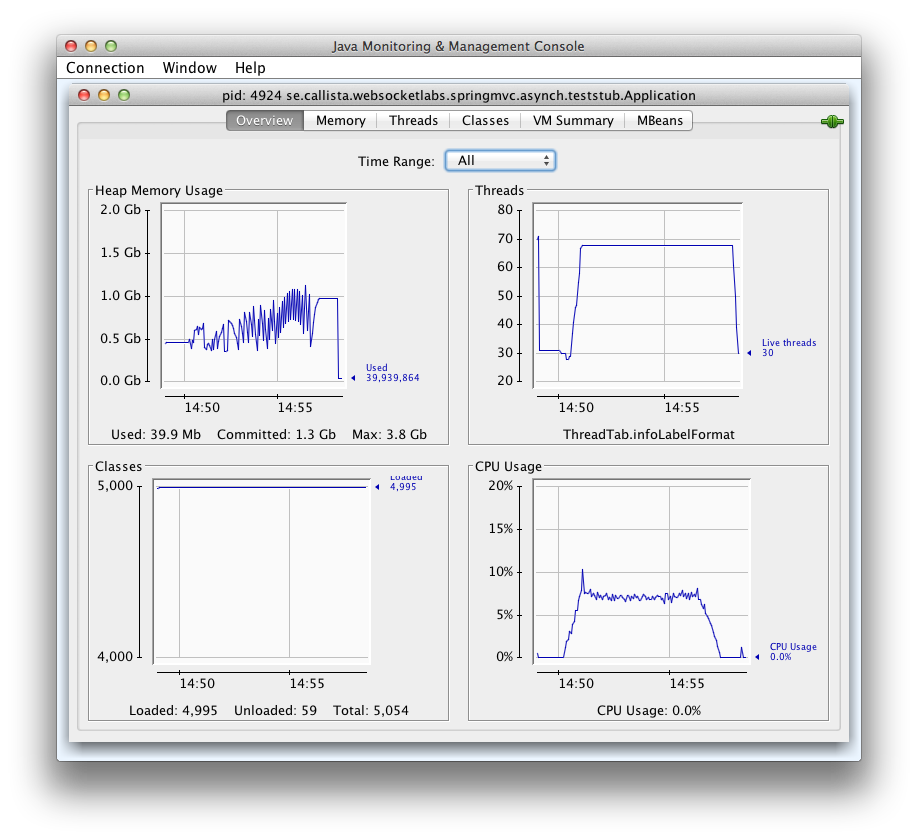 Java Monitoring & Management Console
Connection Window Help
pid: 4924 se.callista.websocketlabs.springmvc.asynch.teststub.Application
Overview Memory Threads Classes VM Summary MBeans
Time Range: All
Heap Memory Usage
2.0 Gb
1.5 Gb
1.0 Gb
0.5 Gb
0.0 Gb
Used
39,939,864
14:50 14:55
Used: 39.9 Mb Committed: 1.3 Gb Max: 3.8 Gb
Threads
80
70
60
50
40
30
20
Live threads
30
14:50 14:55
ThreadTab.infoLabelFormat
Classes
5,000
4,000
Loaded
4,995
14:50 14:55
Loaded: 4,995 Unloaded: 59 Total: 5,054
CPU Usage
20%
15%
10%
5%
0%
CPU Usage
0.0%
14:50 14:55
CPU Usage: 0.0%